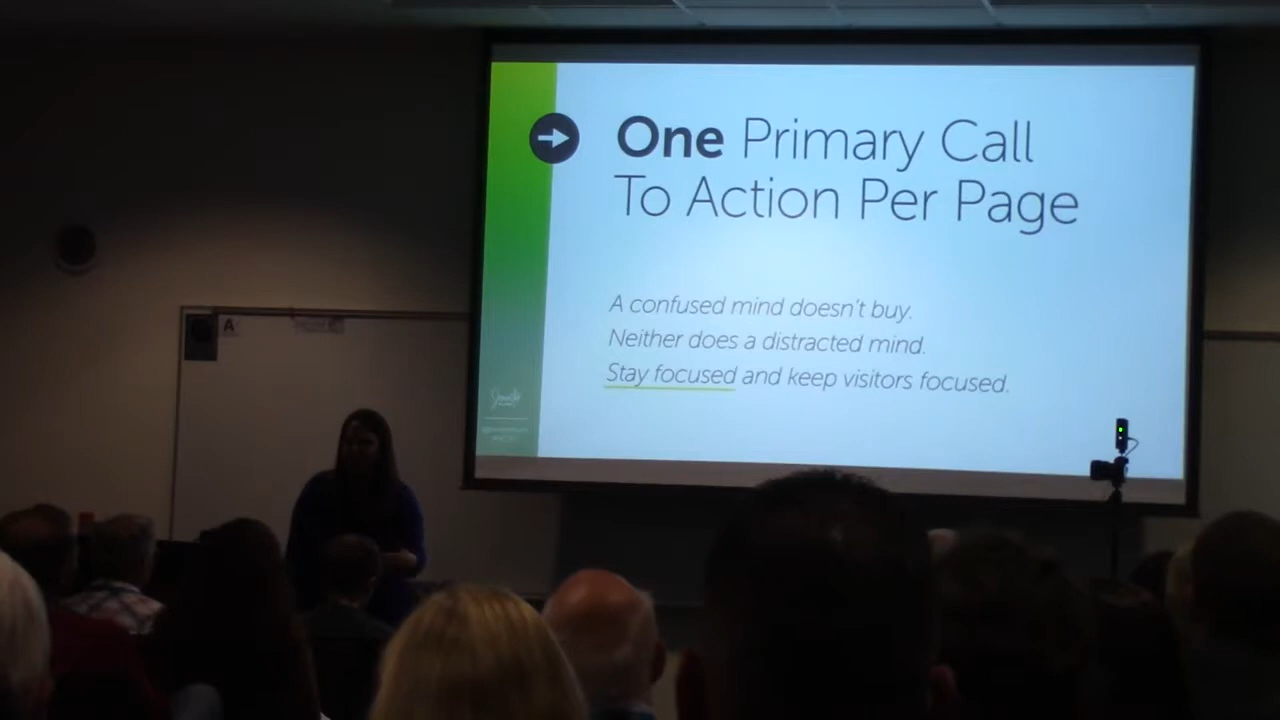 One Primary Call
To Action Per Page
A confused mind doesn't buy.
Neither does a distracted mind.
Stay focused and keep visitors focused.
A